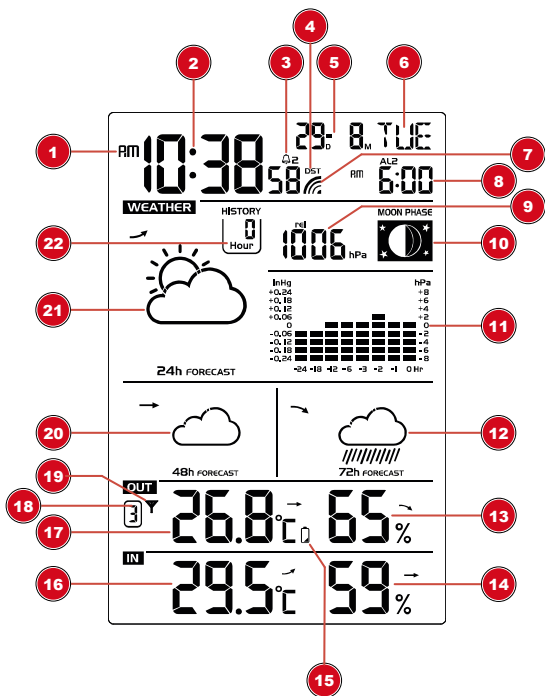 4
2 3 5 6
29-D 8M TUE
1 AM 10:38 🔔2 58 DST AL2 AM 6:00 7 8
WEATHER HISTORY 0 Hour rel 1006 hPa MOON PHASE 9 10
22
21
InHg hPa
+0.24 +8
+0.18 +6
+0.12 +4
+0.06 +2
0 0 11
-0.06 -2
-0.12 -4
-0.18 -6
-0.24 -8
-24 -18 -12 -6 -3 -2 -1 0 Hr
24h FORECAST
20 12
48h FORECAST 72h FORECAST
19 OUT
18 3
17 26.8°C 65% 13
IN
16 29.5°C 59% 14
15